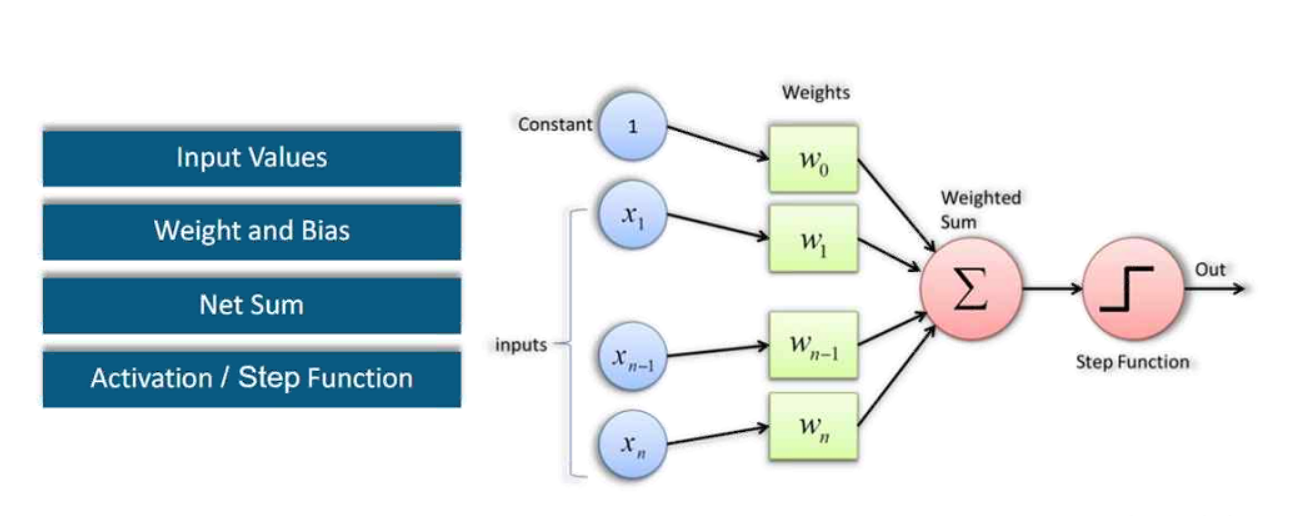 Input Values
Weight and Bias
Net Sum
Activation / Step Function
Weights
Constant
1
w₀
x₁
w₁
Weighted
Sum
Σ
Out
inputs
xₙ₋₁
wₙ₋₁
Step Function
xₙ
wₙ